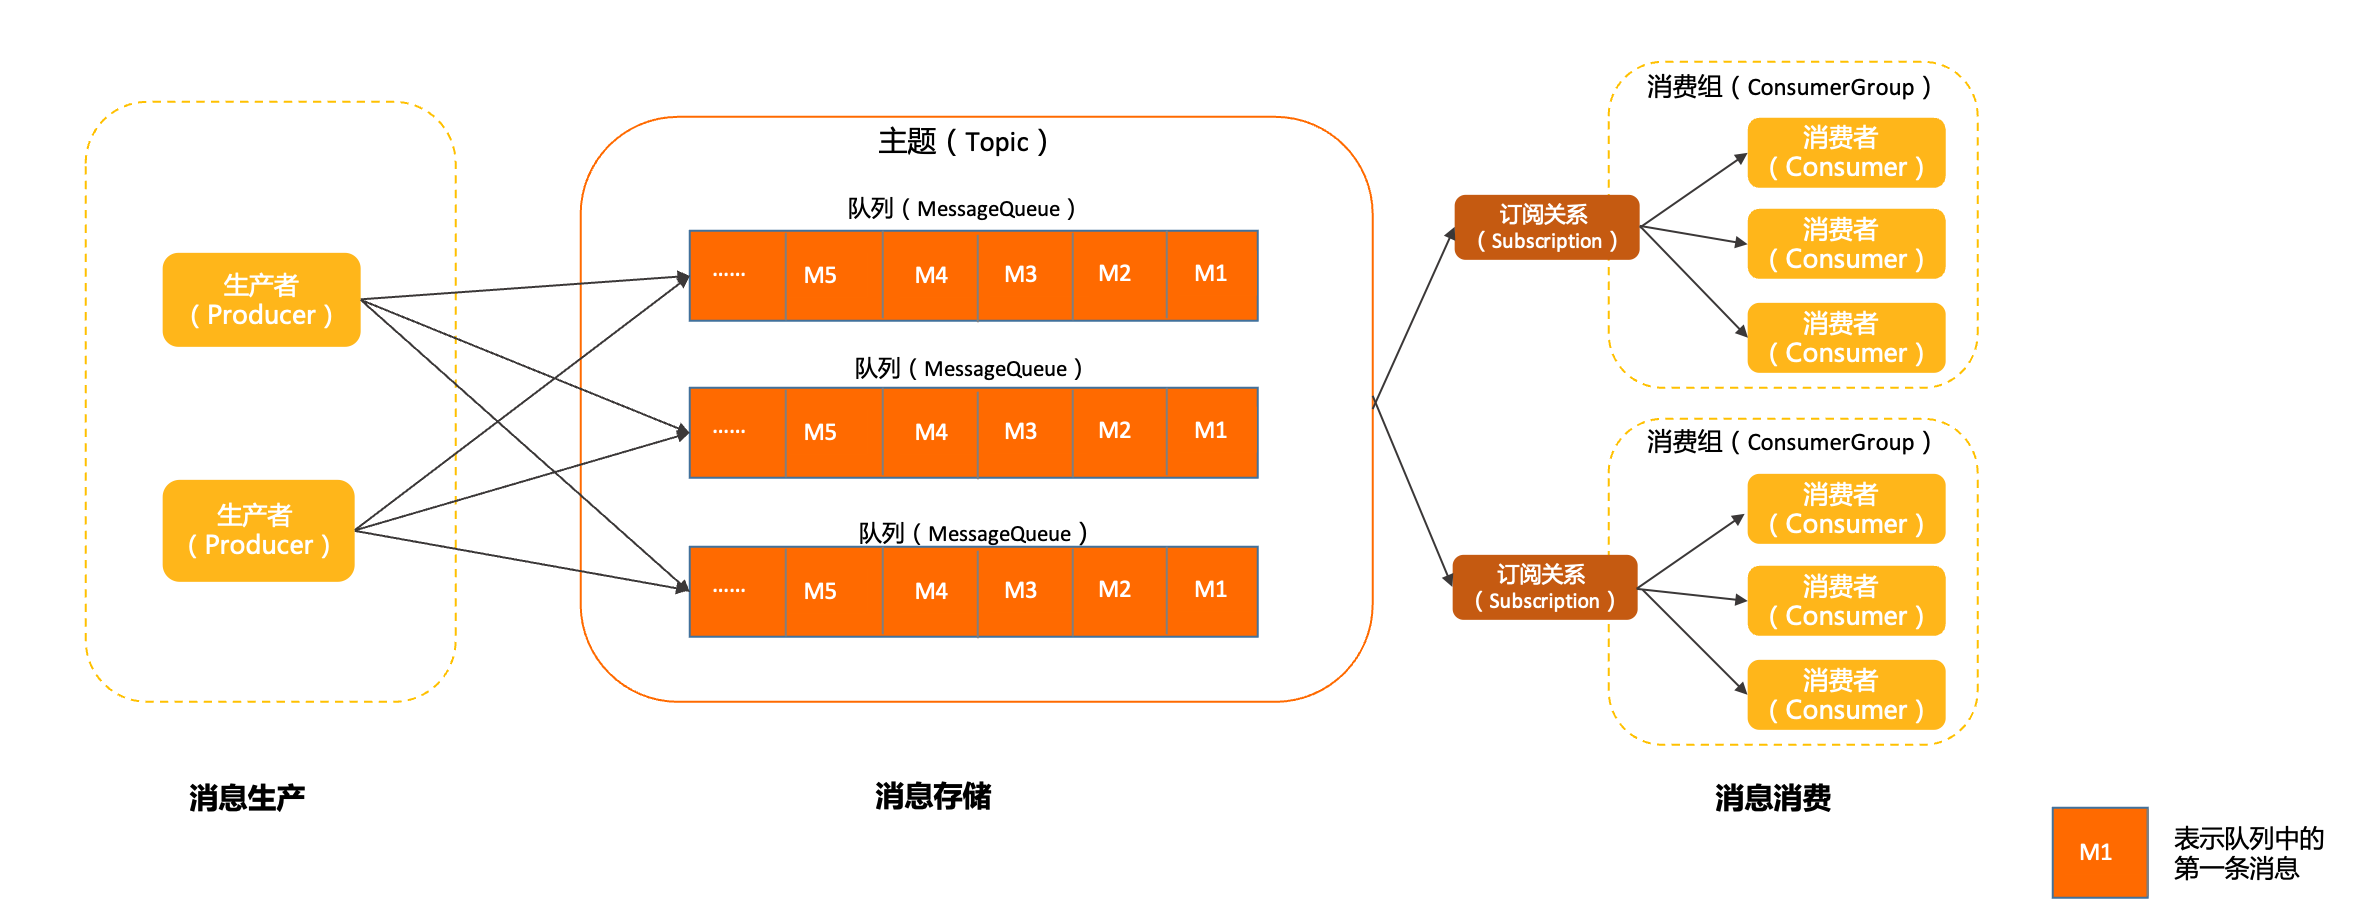 生产者
（Producer）
生产者
（Producer）
消息生产
主题（Topic）
队列（MessageQueue）
······ M5 M4 M3 M2 M1
队列（MessageQueue）
······ M5 M4 M3 M2 M1
队列（MessageQueue）
······ M5 M4 M3 M2 M1
消息存储
订阅关系
（Subscription）
消费组（ConsumerGroup）
消费者
（Consumer）
消费者
（Consumer）
消费者
（Consumer）
订阅关系
（Subscription）
消费组（ConsumerGroup）
消费者
（Consumer）
消费者
（Consumer）
消费者
（Consumer）
消息消费
M1
表示队列中的
第一条消息